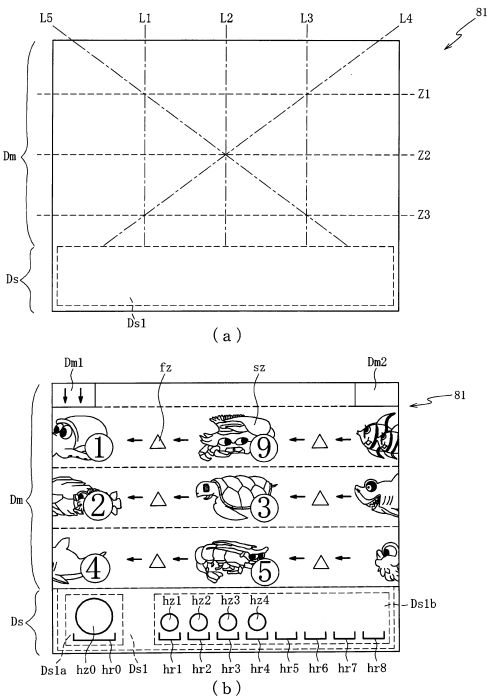 L5 L1 L2 L3 L4
81
Z1
Dm
Z2
Z3
Ds
Ds1
(a)
Dm1 fz sz Dm2
81
1 9
Dm
2 3
4 5
hz1 hz2 hz3 hz4
Ds1b
Ds
Ds1a hz0 hr0 Ds1 hr1 hr2 hr3 hr4 hr5 hr6 hr7 hr8
(b)